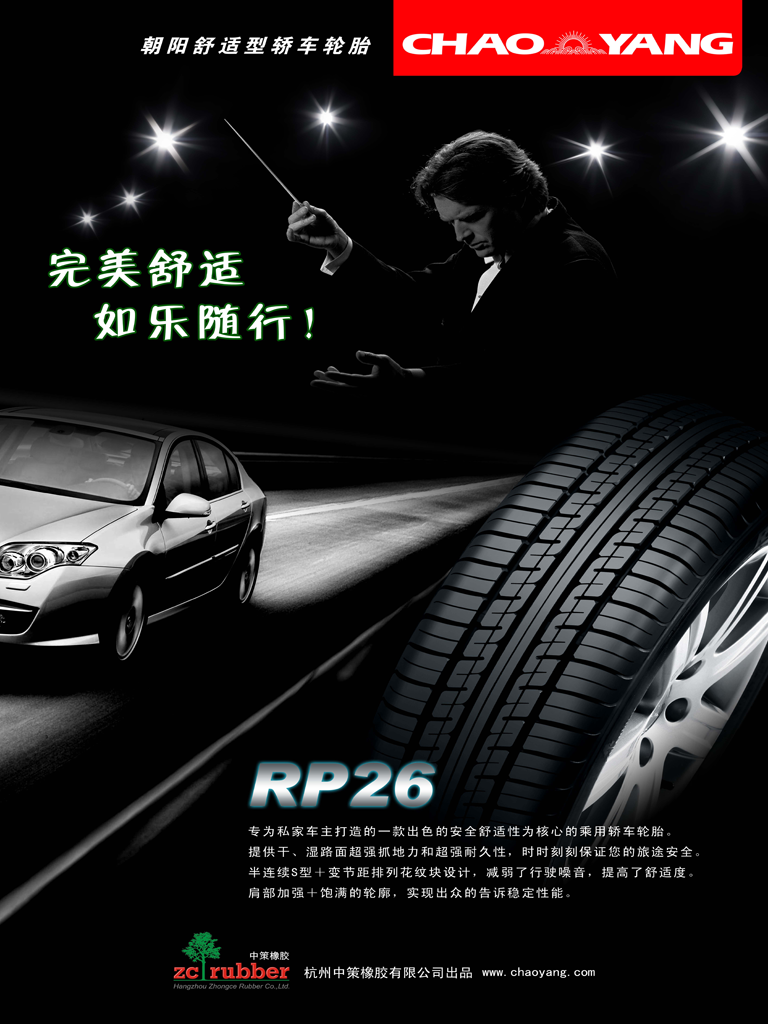 朝阳舒适型轿车轮胎
CHAO YANG
完美舒适
如乐随行！
RP26
专为私家车主打造的一款出色的安全舒适性为核心的乘用轿车轮胎。
提供干、湿路面超强抓地力和超强耐久性，时时刻刻保证您的旅途安全。
半连续S型＋变节距排列花纹块设计，减弱了行驶噪音，提高了舒适度。
肩部加强＋饱满的轮廓，实现出众的告诉稳定性能。
中策橡胶
zc rubber
Hangzhou Zhongce Rubber Co.,Ltd.
杭州中策橡胶有限公司出品 www.chaoyang.com